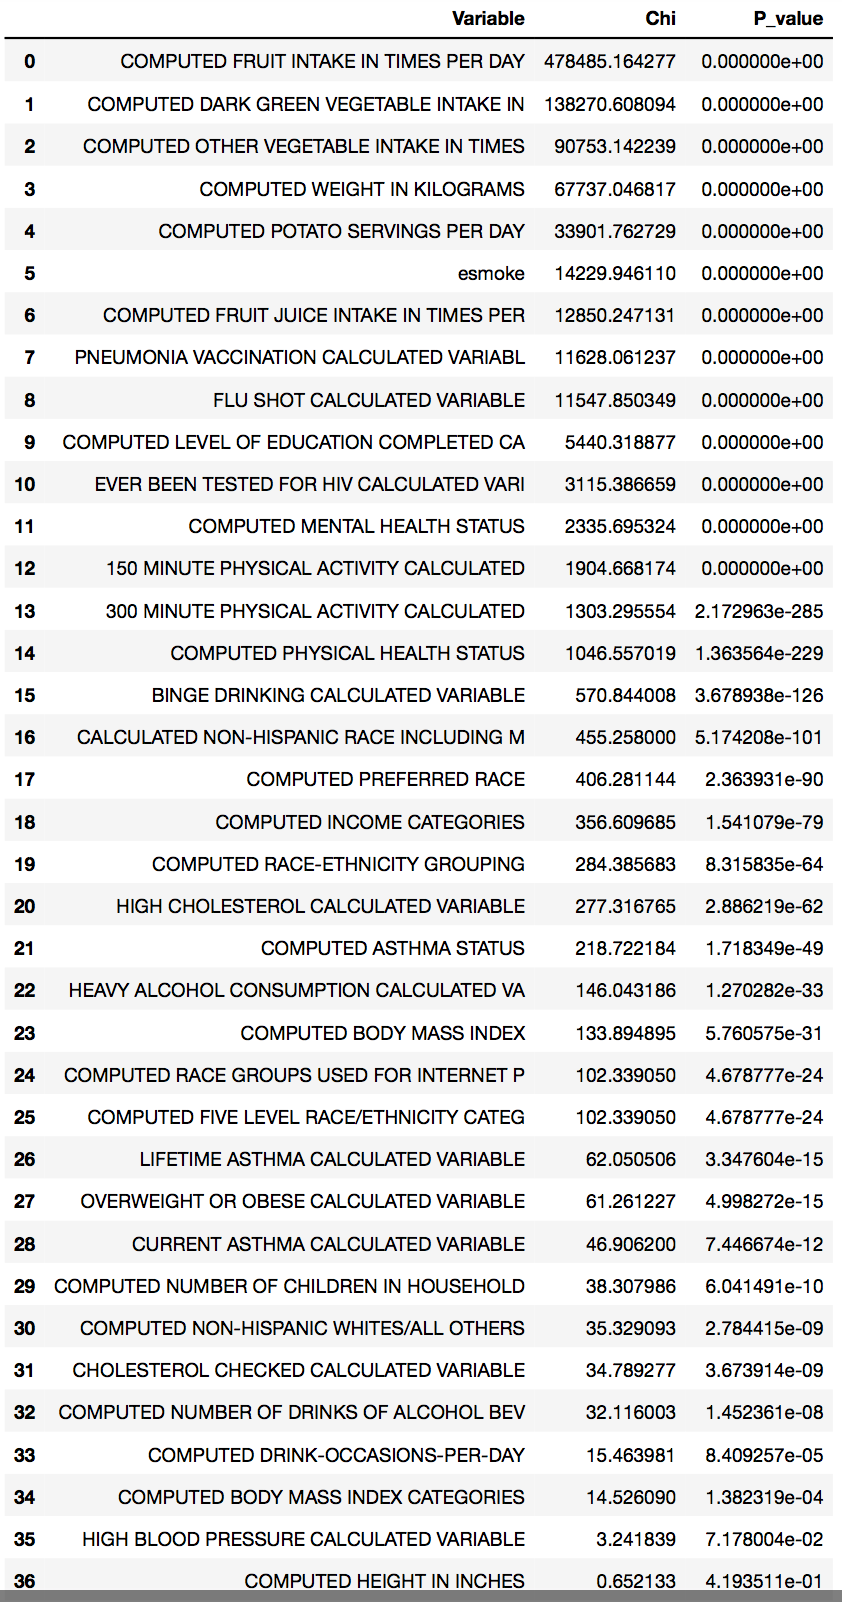 Variable Chi P_value
0 COMPUTED FRUIT INTAKE IN TIMES PER DAY 478485.164277 0.000000e+00
1 COMPUTED DARK GREEN VEGETABLE INTAKE IN 138270.608094 0.000000e+00
2 COMPUTED OTHER VEGETABLE INTAKE IN TIMES 90753.142239 0.000000e+00
3 COMPUTED WEIGHT IN KILOGRAMS 67737.046817 0.000000e+00
4 COMPUTED POTATO SERVINGS PER DAY 33901.762729 0.000000e+00
5 esmoke 14229.946110 0.000000e+00
6 COMPUTED FRUIT JUICE INTAKE IN TIMES PER 12850.247131 0.000000e+00
7 PNEUMONIA VACCINATION CALCULATED VARIABL 11628.061237 0.000000e+00
8 FLU SHOT CALCULATED VARIABLE 11547.850349 0.000000e+00
9 COMPUTED LEVEL OF EDUCATION COMPLETED CA 5440.318877 0.000000e+00
10 EVER BEEN TESTED FOR HIV CALCULATED VARI 3115.386659 0.000000e+00
11 COMPUTED MENTAL HEALTH STATUS 2335.695324 0.000000e+00
12 150 MINUTE PHYSICAL ACTIVITY CALCULATED 1904.668174 0.000000e+00
13 300 MINUTE PHYSICAL ACTIVITY CALCULATED 1303.295554 2.172963e-285
14 COMPUTED PHYSICAL HEALTH STATUS 1046.557019 1.363564e-229
15 BINGE DRINKING CALCULATED VARIABLE 570.844008 3.678938e-126
16 CALCULATED NON-HISPANIC RACE INCLUDING M 455.258000 5.174208e-101
17 COMPUTED PREFERRED RACE 406.281144 2.363931e-90
18 COMPUTED INCOME CATEGORIES 356.609685 1.541079e-79
19 COMPUTED RACE-ETHNICITY GROUPING 284.385683 8.315835e-64
20 HIGH CHOLESTEROL CALCULATED VARIABLE 277.316765 2.886219e-62
21 COMPUTED ASTHMA STATUS 218.722184 1.718349e-49
22 HEAVY ALCOHOL CONSUMPTION CALCULATED VA 146.043186 1.270282e-33
23 COMPUTED BODY MASS INDEX 133.894895 5.760575e-31
24 COMPUTED RACE GROUPS USED FOR INTERNET P 102.339050 4.678777e-24
25 COMPUTED FIVE LEVEL RACE/ETHNICITY CATEG 102.339050 4.678777e-24
26 LIFETIME ASTHMA CALCULATED VARIABLE 62.050506 3.347604e-15
27 OVERWEIGHT OR OBESE CALCULATED VARIABLE 61.261227 4.998272e-15
28 CURRENT ASTHMA CALCULATED VARIABLE 46.906200 7.446674e-12
29 COMPUTED NUMBER OF CHILDREN IN HOUSEHOLD 38.307986 6.041491e-10
30 COMPUTED NON-HISPANIC WHITES/ALL OTHERS 35.329093 2.784415e-09
31 CHOLESTEROL CHECKED CALCULATED VARIABLE 34.789277 3.673914e-09
32 COMPUTED NUMBER OF DRINKS OF ALCOHOL BEV 32.116003 1.452361e-08
33 COMPUTED DRINK-OCCASIONS-PER-DAY 15.463981 8.409257e-05
34 COMPUTED BODY MASS INDEX CATEGORIES 14.526090 1.382319e-04
35 HIGH BLOOD PRESSURE CALCULATED VARIABLE 3.241839 7.178004e-02
36 COMPUTED HEIGHT IN INCHES 0.652133 4.193511e-01